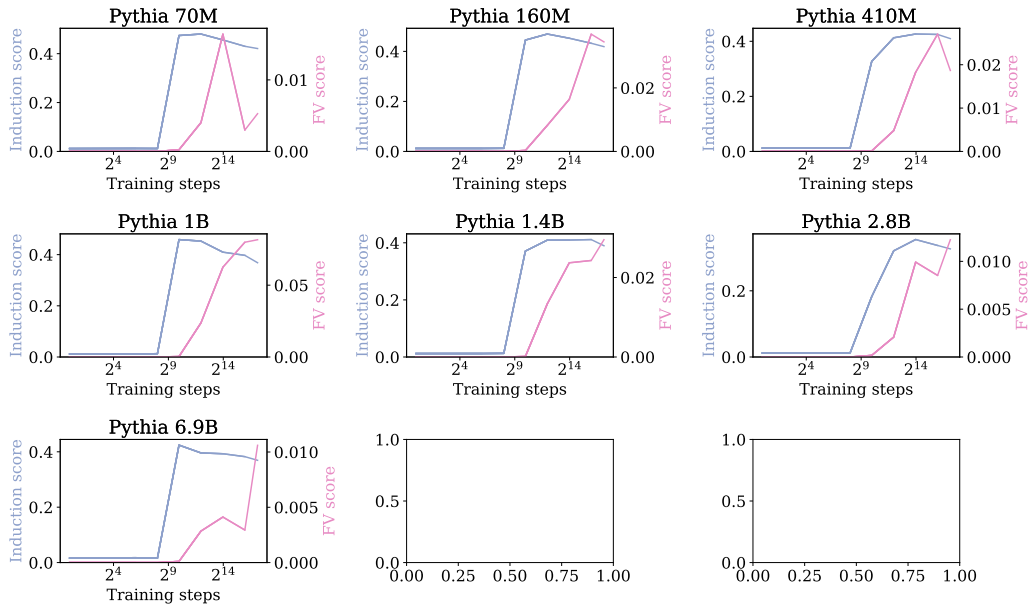 Pythia 70M
Pythia 160M
Pythia 410M
Induction score
0.4
0.2
0.0
0.01
0.00
FV score
2^4
2^9
2^14
Training steps
Induction score
0.4
0.2
0.0
0.02
0.00
FV score
2^4
2^9
2^14
Training steps
Induction score
0.4
0.2
0.0
0.02
0.01
0.00
FV score
2^4
2^9
2^14
Training steps
Pythia 1B
Pythia 1.4B
Pythia 2.8B
Induction score
0.4
0.2
0.0
0.05
0.00
FV score
2^4
2^9
2^14
Training steps
Induction score
0.4
0.2
0.0
0.02
0.00
FV score
2^4
2^9
2^14
Training steps
Induction score
0.2
0.0
0.010
0.005
0.000
FV score
2^4
2^9
2^14
Training steps
Pythia 6.9B
Induction score
0.4
0.2
0.0
0.010
0.005
0.000
FV score
2^4
2^9
2^14
Training steps
1.0
0.5
0.0
0.00
0.25
0.50
0.75
1.00
1.0
0.5
0.0
0.00
0.25
0.50
0.75
1.00